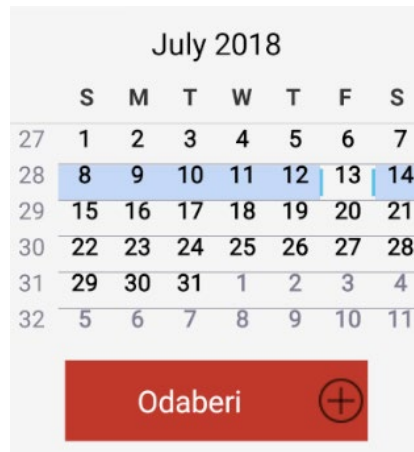 July 2018
S M T W T F S
27 1 2 3 4 5 6 7
28 8 9 10 11 12 13 14
29 15 16 17 18 19 20 21
30 22 23 24 25 26 27 28
31 29 30 31 1 2 3 4
32 5 6 7 8 9 10 11
Odaberi